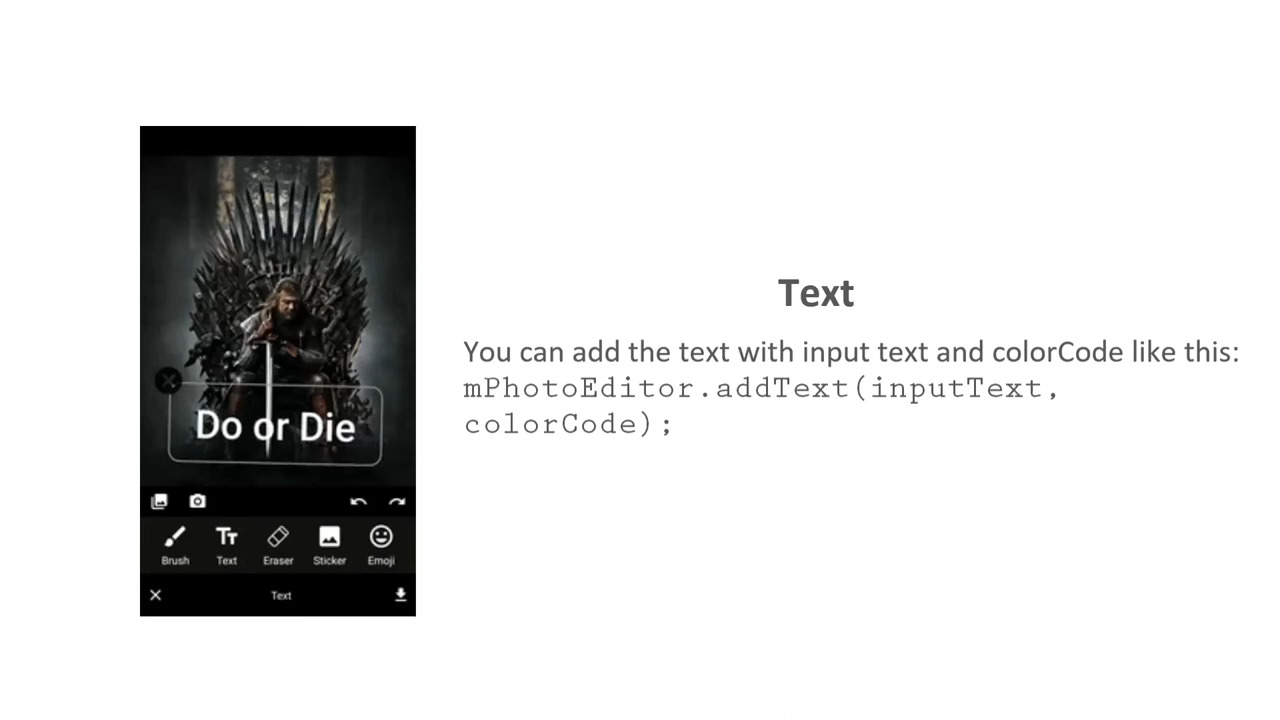 Do or Die
Brush Text Eraser Sticker Emoji
Text
Text
You can add the text with input text and colorCode like this:
mPhotoEditor.addText(inputText,
colorCode);